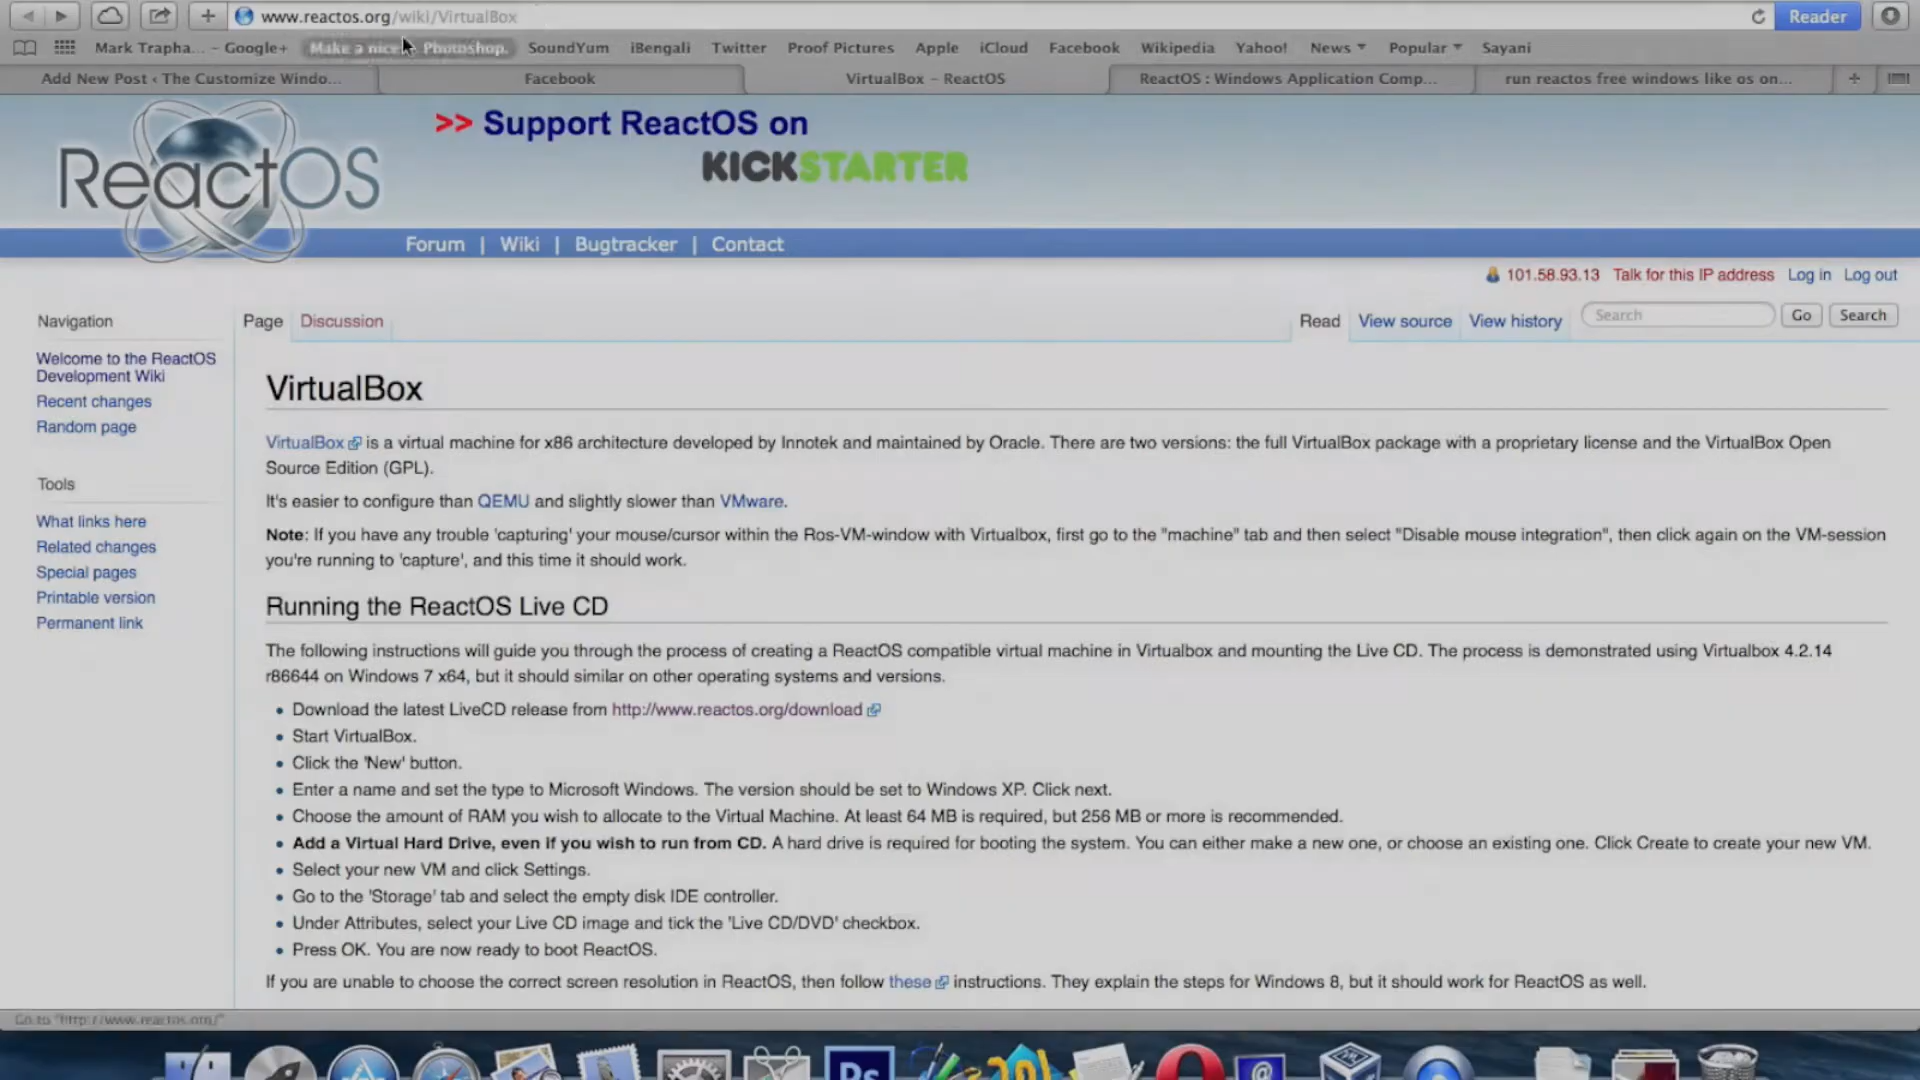 www.reactos.org/wiki/VirtualBox
Reader
Mark Trapha... - Google+
Make a nice
Photoshop.
SoundYum
iBengali
Twitter
Proof Pictures
Apple
iCloud
Facebook
Wikipedia
Yahoo!
News
Popular
Sayani
Add New Post ‹ The Customize Windo...
Facebook
VirtualBox – ReactOS
ReactOS : Windows Application Comp...
run reactos free windows like os on...
ReactOS
>> Support ReactOS on
KICKSTARTER
Forum | Wiki | Bugtracker | Contact
101.58.93.13 Talk for this IP address Log in Log out
Page Discussion Read View source View history Search Go Search
Navigation
Welcome to the ReactOS
Development Wiki
Recent changes
Random page
Tools
What links here
Related changes
Special pages
Printable version
Permanent link
VirtualBox
VirtualBox is a virtual machine for x86 architecture developed by Innotek and maintained by Oracle. There are two versions: the full VirtualBox package with a proprietary license and the VirtualBox Open
Source Edition (GPL).
It's easier to configure than QEMU and slightly slower than VMware.
Note: If you have any trouble 'capturing' your mouse/cursor within the Ros-VM-window with Virtualbox, first go to the "machine" tab and then select "Disable mouse integration", then click again on the VM-session
you're running to 'capture', and this time it should work.
Running the ReactOS Live CD
The following instructions will guide you through the process of creating a ReactOS compatible virtual machine in Virtualbox and mounting the Live CD. The process is demonstrated using Virtualbox 4.2.14
r86644 on Windows 7 x64, but it should similar on other operating systems and versions.
• Download the latest LiveCD release from http://www.reactos.org/download
• Start VirtualBox.
• Click the 'New' button.
• Enter a name and set the type to Microsoft Windows. The version should be set to Windows XP. Click next.
• Choose the amount of RAM you wish to allocate to the Virtual Machine. At least 64 MB is required, but 256 MB or more is recommended.
• Add a Virtual Hard Drive, even if you wish to run from CD. A hard drive is required for booting the system. You can either make a new one, or choose an existing one. Click Create to create your new VM.
• Select your new VM and click Settings.
• Go to the 'Storage' tab and select the empty disk IDE controller.
• Under Attributes, select your Live CD image and tick the 'Live CD/DVD' checkbox.
• Press OK. You are now ready to boot ReactOS.
If you are unable to choose the correct screen resolution in ReactOS, then follow these instructions. They explain the steps for Windows 8, but it should work for ReactOS as well.
Go to "http://www.reactos.org/"
Ps
@